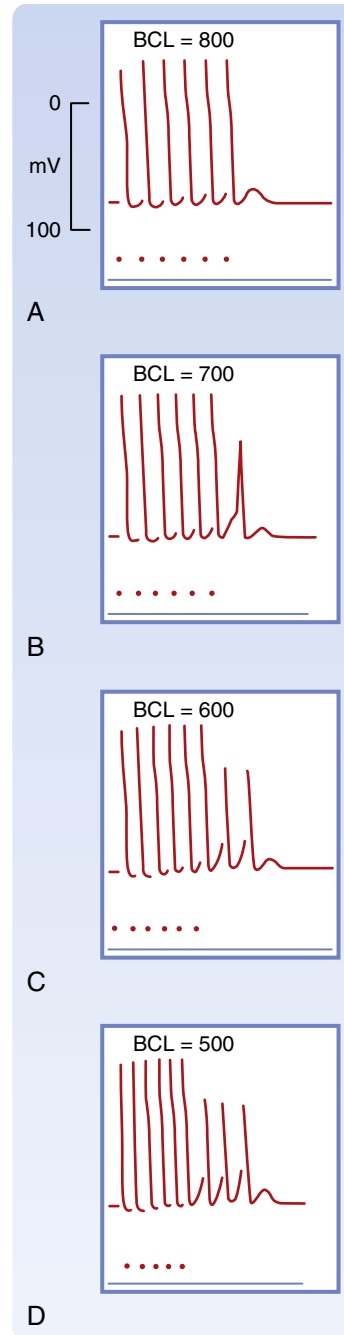 BCL = 800
0
mV
100
A
BCL = 700
B
BCL = 600
C
BCL = 500
D